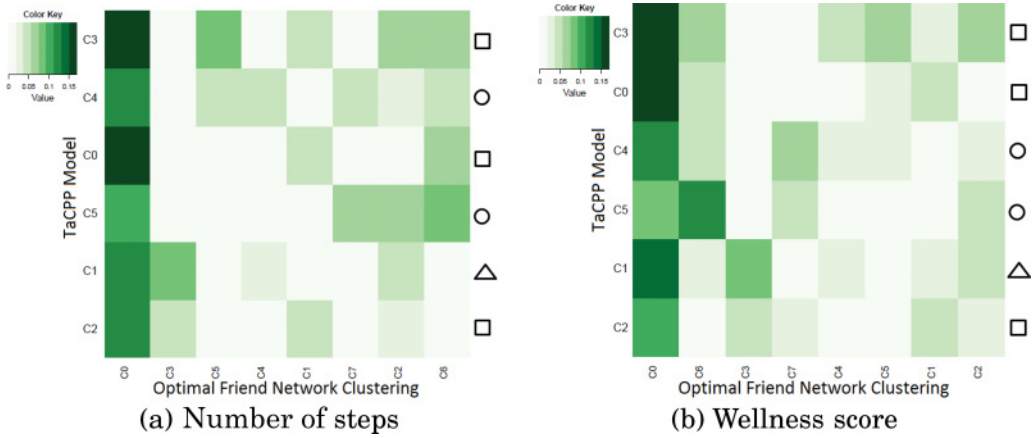 Color Key
0 0.05 0.1 0.15
Value
C3
C4
C0
C5
C1
C2
TaCPP Model
C0 C3 C5 C4 C1 C7 C2 C6
Optimal Friend Network Clustering
(a) Number of steps
Color Key
0 0.05 0.1 0.15
Value
C3
C0
C4
C5
C1
C2
TaCPP Model
C0 C6 C3 C7 C4 C5 C1 C2
Optimal Friend Network Clustering
(b) Wellness score